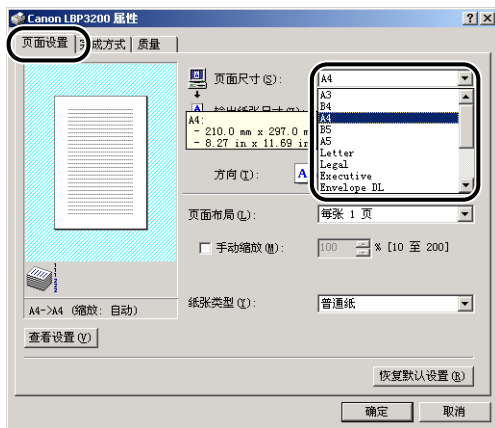 Canon LBP3200 属性
页面设置 完成方式 质量
页面尺寸(S): A4
A3
B4
A4
B5
A5
Letter
Legal
Executive
Envelope DL
A4:
- 210.0 mm x 297.0 m
- 8.27 in x 11.69 in
方向(T): A
页面布局(L): 每张 1 页
手动缩放(M): 100 % [10 至 200]
纸张类型(Y): 普通纸
A4->A4 (缩放: 自动)
查看设置(V)
恢复默认设置(R)
确定 取消